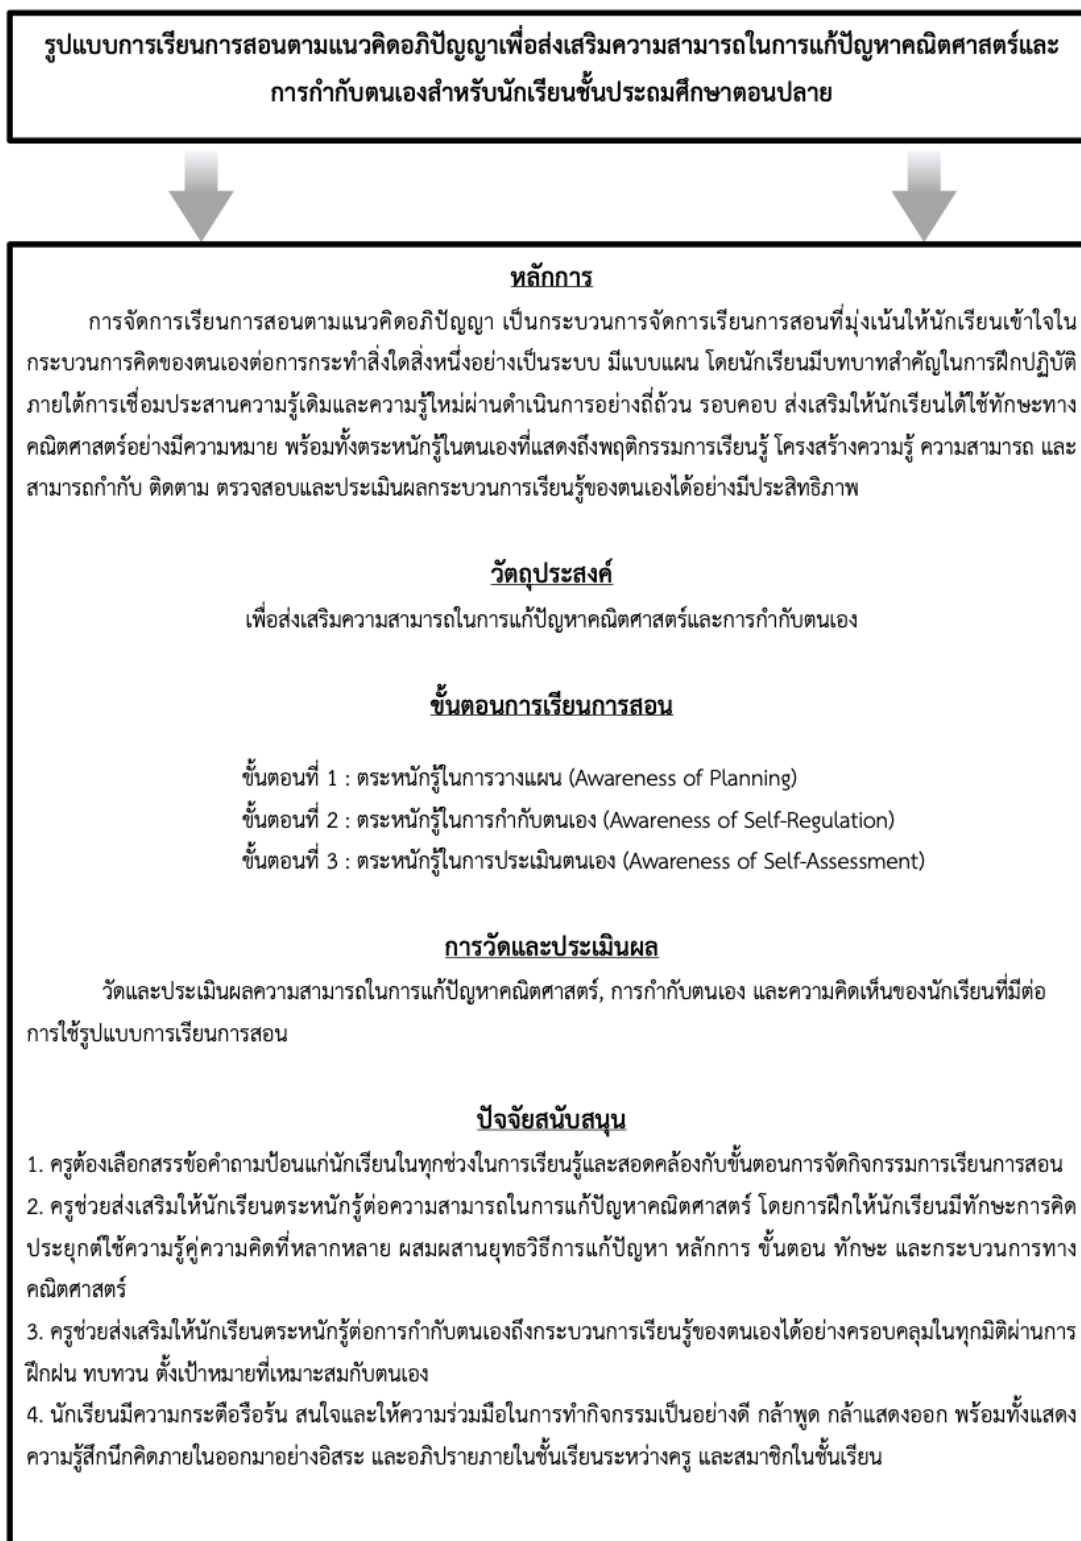 รูปแบบการเรียนการสอนตามแนวคิดอภิปัญญาเพื่อส่งเสริมความสามารถในการแก้ปัญหาคณิตศาสตร์และ
การกำกับตนเองสำหรับนักเรียนชั้นประถมศึกษาตอนปลาย
หลักการ
การจัดการเรียนการสอนตามแนวคิดอภิปัญญา เป็นกระบวนการจัดการเรียนการสอนที่มุ่งเน้นให้นักเรียนเข้าใจใน
กระบวนการคิดของตนเองต่อการกระทำสิ่งใดสิ่งหนึ่งอย่างเป็นระบบ มีแบบแผน โดยนักเรียนมีบทบาทสำคัญในการฝึกปฏิบัติ
ภายใต้การเชื่อมประสานความรู้เดิมและความรู้ใหม่ผ่านดำเนินการอย่างถี่ถ้วน รอบคอบ ส่งเสริมให้นักเรียนได้ใช้ทักษะทาง
คณิตศาสตร์อย่างมีความหมาย พร้อมทั้งตระหนักรู้ในตนเองที่แสดงถึงพฤติกรรมการเรียนรู้ โครงสร้างความรู้ ความสามารถ และ
สามารถกำกับ ติดตาม ตรวจสอบและประเมินผลกระบวนการเรียนรู้ของตนเองได้อย่างมีประสิทธิภาพ
วัตถุประสงค์
เพื่อส่งเสริมความสามารถในการแก้ปัญหาคณิตศาสตร์และการกำกับตนเอง
ขั้นตอนการเรียนการสอน
ขั้นตอนที่ 1 : ตระหนักรู้ในการวางแผน (Awareness of Planning)
ขั้นตอนที่ 2 : ตระหนักรู้ในการกำกับตนเอง (Awareness of Self-Regulation)
ขั้นตอนที่ 3 : ตระหนักรู้ในการประเมินตนเอง (Awareness of Self-Assessment)
การวัดและประเมินผล
วัดและประเมินผลความสามารถในการแก้ปัญหาคณิตศาสตร์, การกำกับตนเอง และความคิดเห็นของนักเรียนที่มีต่อ
การใช้รูปแบบการเรียนการสอน
ปัจจัยสนับสนุน
1. ครูต้องเลือกสรรข้อคำถามป้อนแก่นักเรียนในทุกช่วงในการเรียนรู้และสอดคล้องกับขั้นตอนการจัดกิจกรรมการเรียนการสอน
2. ครูช่วยส่งเสริมให้นักเรียนตระหนักรู้ต่อความสามารถในการแก้ปัญหาคณิตศาสตร์ โดยการฝึกให้นักเรียนมีทักษะการคิด
ประยุกต์ใช้ความรู้คู่ความคิดที่หลากหลาย ผสมผสานยุทธวิธีการแก้ปัญหา หลักการ ขั้นตอน ทักษะ และกระบวนการทาง
คณิตศาสตร์
3. ครูช่วยส่งเสริมให้นักเรียนตระหนักรู้ต่อการกำกับตนเองถึงกระบวนการเรียนรู้ของตนเองได้อย่างครอบคลุมในทุกมิติผ่านการ
ฝึกฝน ทบทวน ตั้งเป้าหมายที่เหมาะสมกับตนเอง
4. นักเรียนมีความกระตือรือร้น สนใจและให้ความร่วมมือในการทำกิจกรรมเป็นอย่างดี กล้าพูด กล้าแสดงออก พร้อมทั้งแสดง
ความรู้สึกนึกคิดภายในออกมาอย่างอิสระ และอภิปรายภายในชั้นเรียนระหว่างครู และสมาชิกในชั้นเรียน